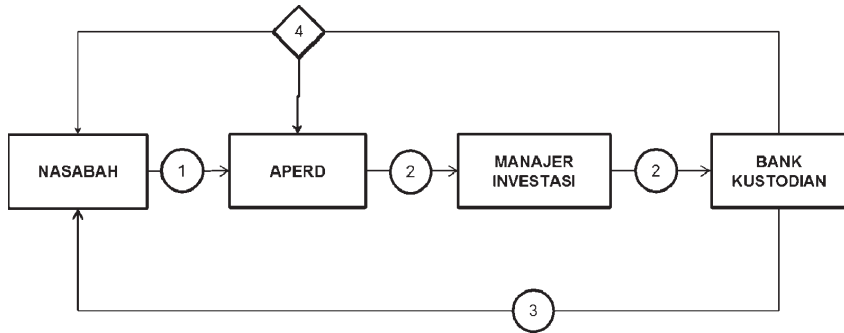 4
NASABAH
1
APERD
2
MANAJER
INVESTASI
2
BANK
KUSTODIAN
3